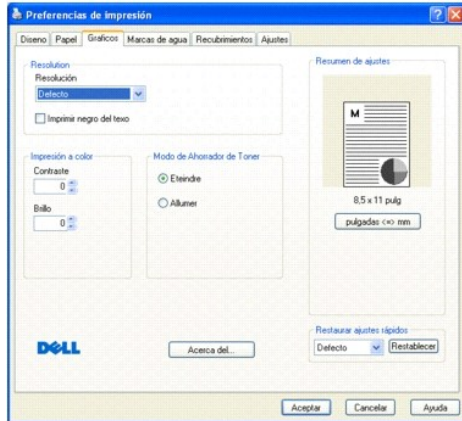 Preferencias de impresión
Diseno Papel Graficos Marcas de agua Recubrimientos Ajustes
Resolution
Resolución
Defecto
Imprimir negro del texo
Impresión a color
Contraste
0
Brillo
0
Modo de Ahorrador de Toner
Eteindre
Allumer
Resumen de ajustes
M
8,5 x 11 pulg
pulgadas <=> mm
DELL
Acerca del...
Restaurar ajustes rápidos
Defecto
Restablecer
Aceptar
Cancelar
Ayuda